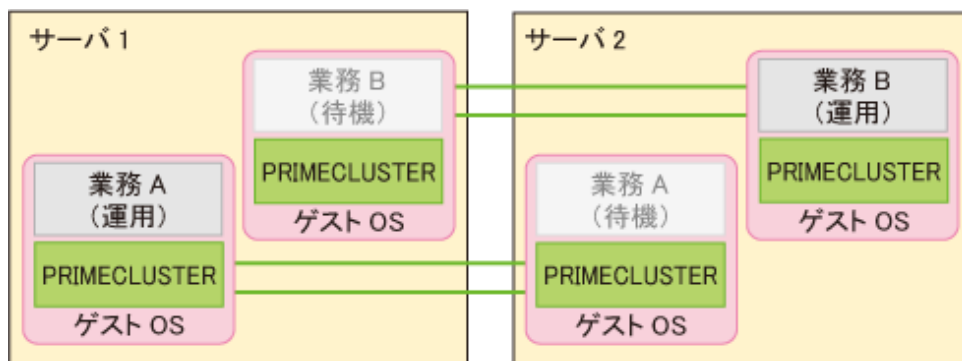 サーバ 1
業務 B
（待機）
PRIMECLUSTER
ゲスト OS
業務 A
（運用）
PRIMECLUSTER
ゲスト OS
サーバ 2
業務 B
（運用）
PRIMECLUSTER
ゲスト OS
業務 A
（待機）
PRIMECLUSTER
ゲスト OS